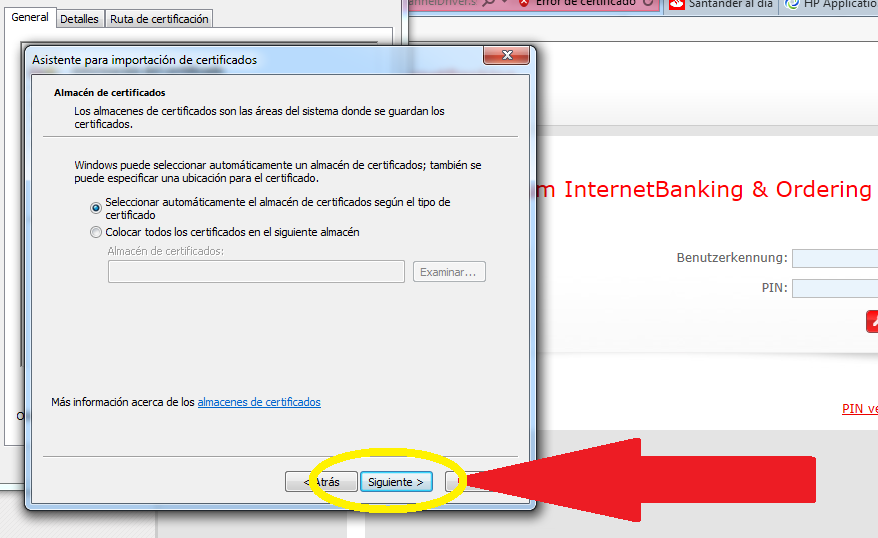 Error de certificado
Santander al día
HP Application
General
Detalles
Ruta de certificación
Asistente para importación de certificados
Almacén de certificados
Los almacenes de certificados son las áreas del sistema donde se guardan los
certificados.
Windows puede seleccionar automáticamente un almacén de certificados; también se
puede especificar una ubicación para el certificado.
Seleccionar automáticamente el almacén de certificados según el tipo de
certificado
Colocar todos los certificados en el siguiente almacén
Almacén de certificados:
Examinar...
Más información acerca de los almacenes de certificados
< Atrás
Siguiente >
m InternetBanking & Ordering
Benutzerkennung:
PIN:
PIN ve